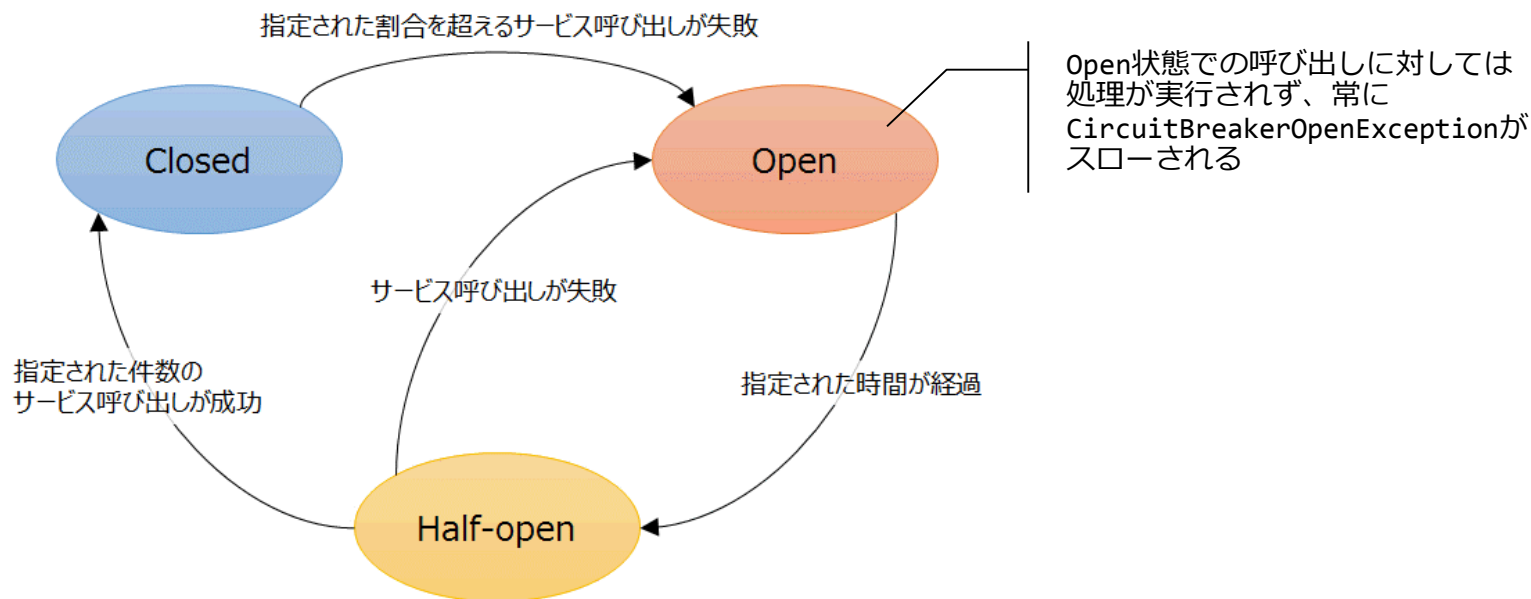 指定された割合を超えるサービス呼び出しが失敗
Open状態での呼び出しに対しては
処理が実行されず、常に
CircuitBreakerOpenExceptionが
スローされる
Closed
Open
サービス呼び出しが失敗
指定された件数の
サービス呼び出しが成功
指定された時間が経過
Half-open